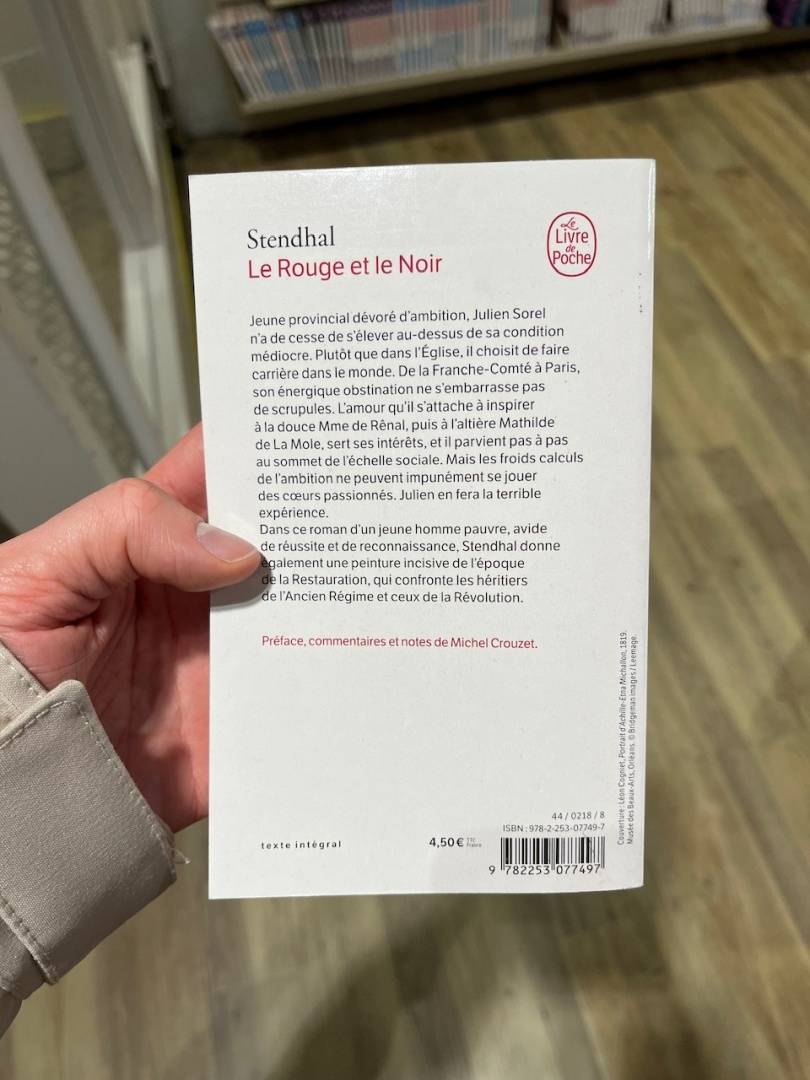 Stendhal
Le Rouge et le Noir
Le
Livre
de
Poche
Jeune provincial dévoré d'ambition, Julien Sorel
n'a de cesse de s'élever au-dessus de sa condition
médiocre. Plutôt que dans l'Église, il choisit de faire
carrière dans le monde. De la Franche-Comté à Paris,
son énergique obstination ne s'embarrasse pas
de scrupules. L'amour qu'il s'attache à inspirer
à la douce Mme de Rênal, puis à l'altière Mathilde
de La Mole, sert ses intérêts, et il parvient pas à pas
au sommet de l'échelle sociale. Mais les froids calculs
de l'ambition ne peuvent impunément se jouer
des cœurs passionnés. Julien en fera la terrible
expérience.
Dans ce roman d'un jeune homme pauvre, avide
de réussite et de reconnaissance, Stendhal donne
également une peinture incisive de l'époque
de la Restauration, qui confronte les héritiers
de l'Ancien Régime et ceux de la Révolution.
Préface, commentaires et notes de Michel Crouzet.
Couverture : Léon Cogniet, Portrait d'Achille-Etna Michallon, 1819.
Musée des Beaux-Arts, Orléans. © Bridgeman images / Leemage.
texte intégral
4,50 € TTC France
44 / 0218 / 8
ISBN : 978-2-253-07749-7
9 782253 077497